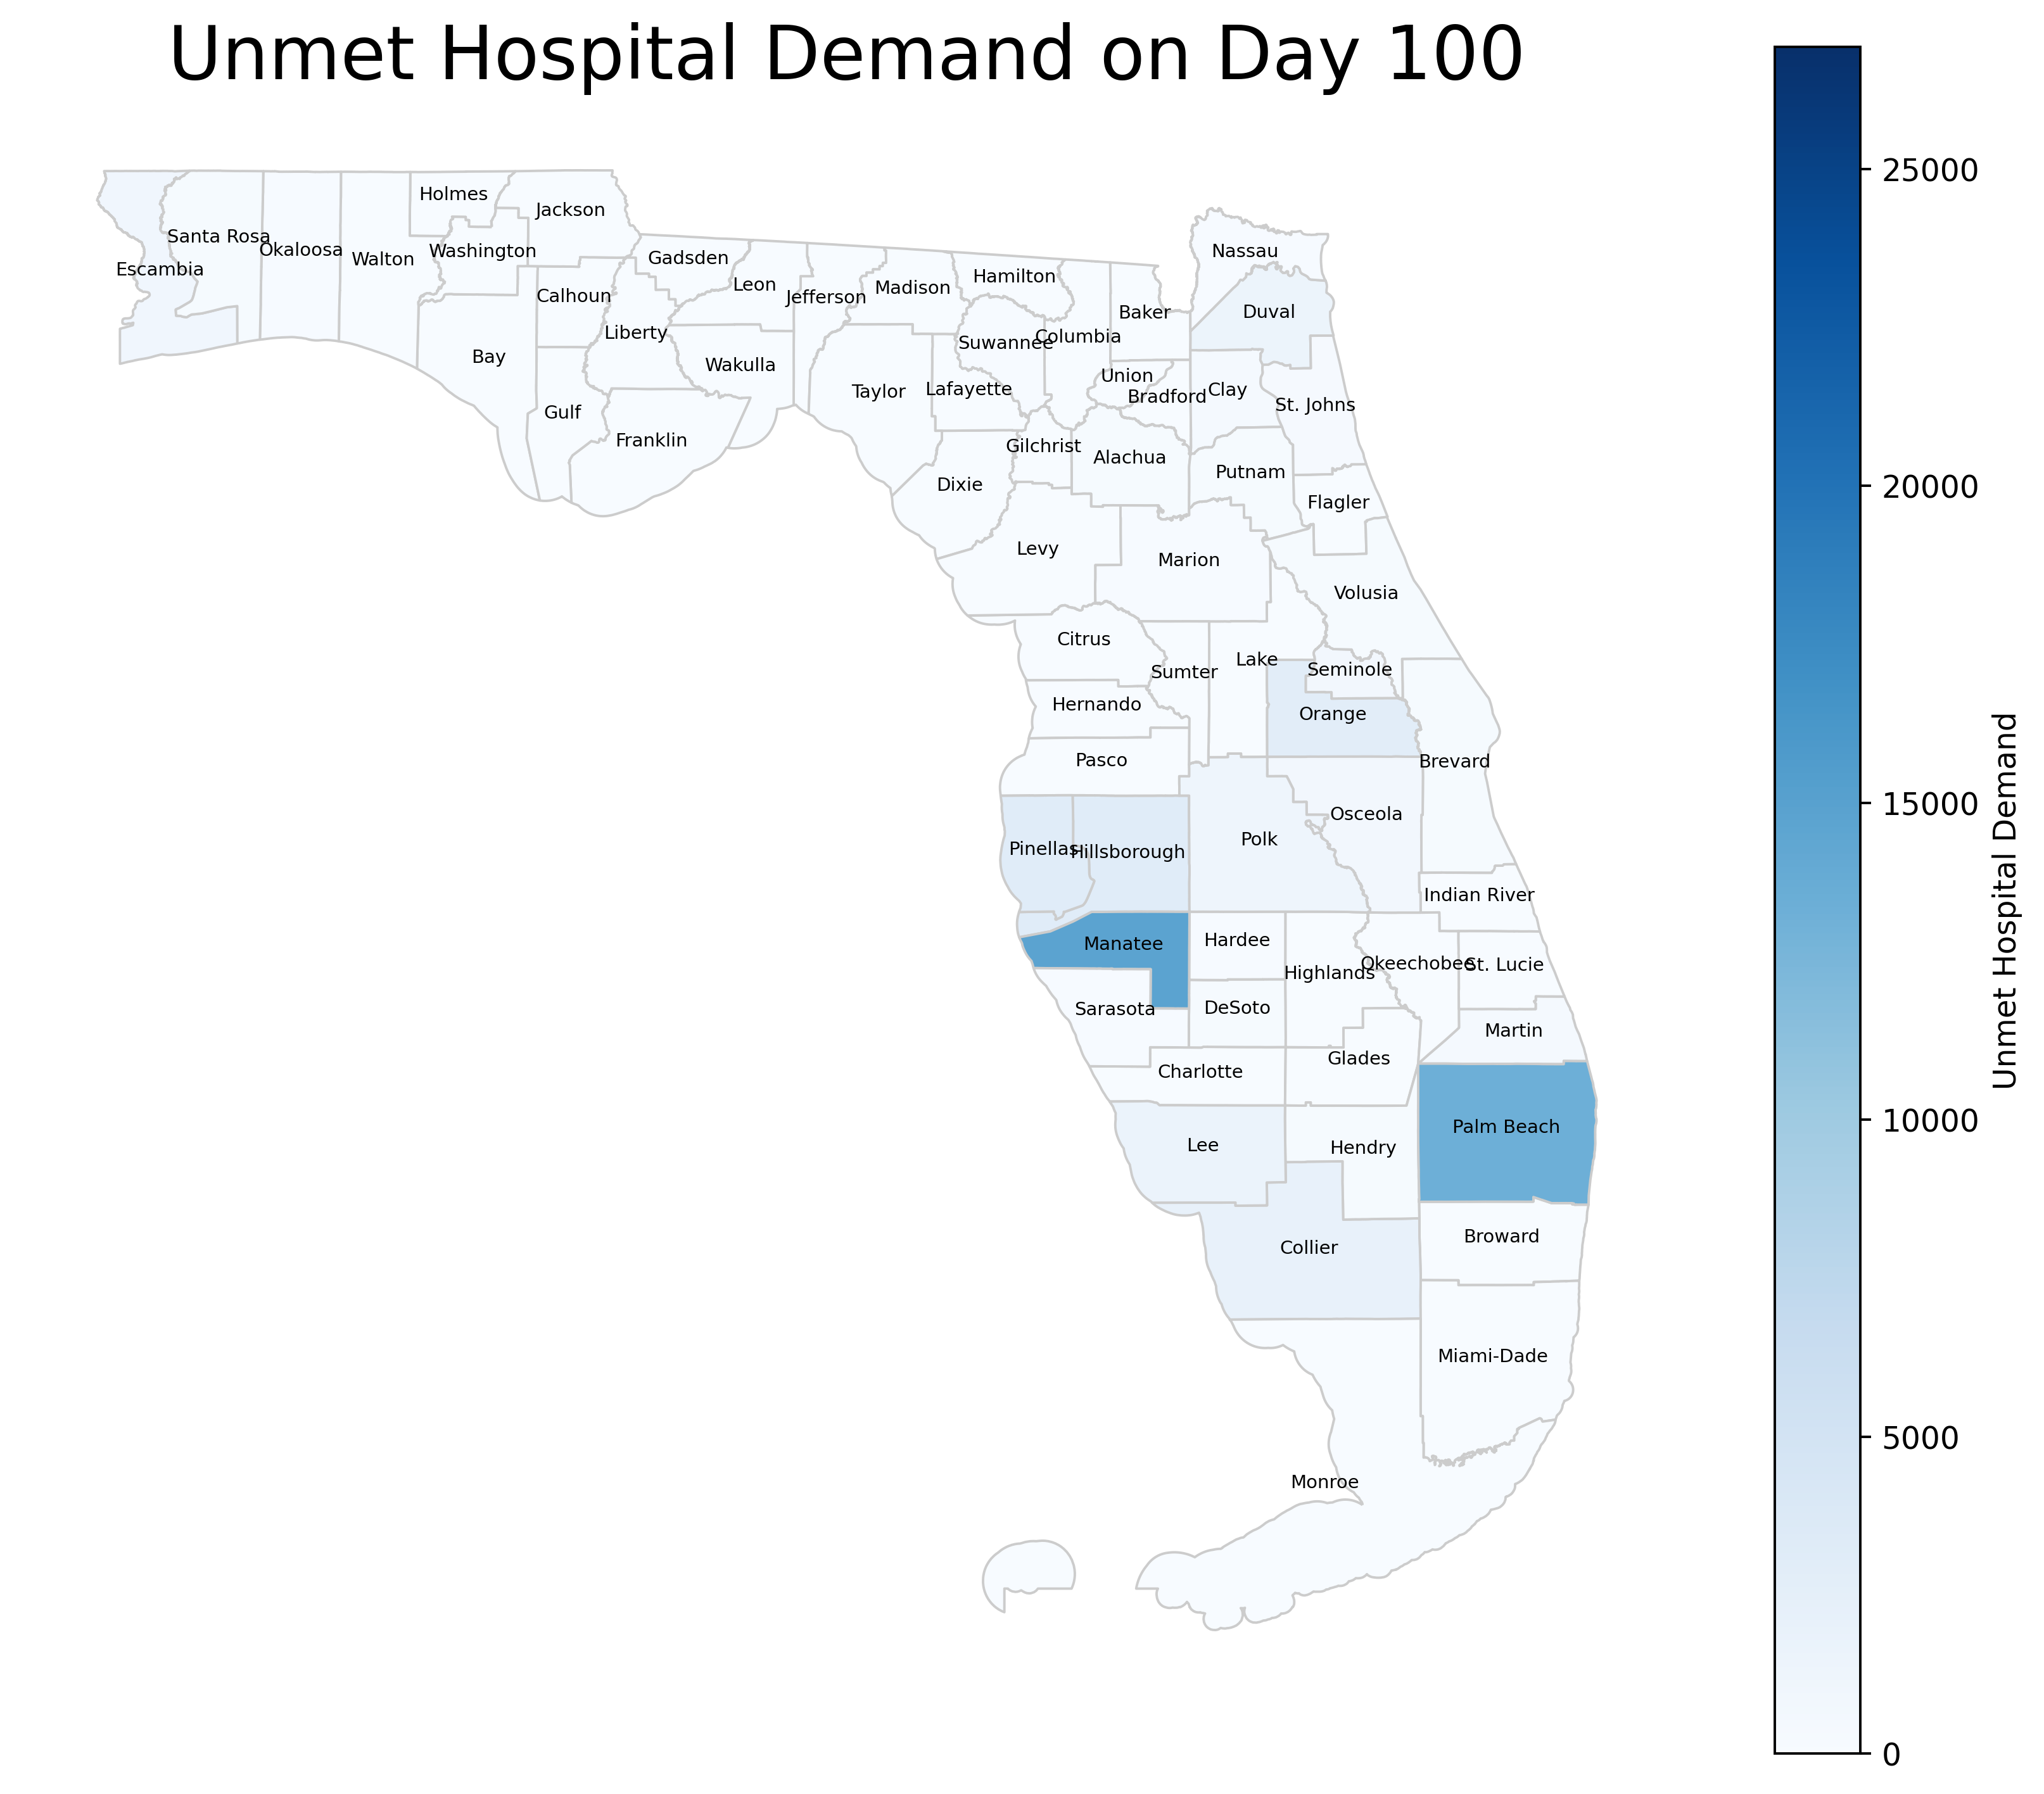 Unmet Hospital Demand on Day 100
Holmes
Jackson
Santa Rosa
Okaloosa
Walton
Washington
Escambia
Gadsden
Leon
Jefferson
Madison
Hamilton
Nassau
Calhoun
Liberty
Baker
Duval
Suwannee
Columbia
Bay
Wakulla
Taylor
Lafayette
Union
Bradford
Clay
St. Johns
Gulf
Franklin
Gilchrist
Alachua
Putnam
Dixie
Flagler
Levy
Marion
Volusia
Citrus
Sumter
Lake
Seminole
Hernando
Orange
Pasco
Brevard
Osceola
Pinellas
Hillsborough
Polk
Indian River
Manatee
Hardee
Highlands
Okeechobee
St. Lucie
Sarasota
DeSoto
Martin
Glades
Charlotte
Palm Beach
Lee
Hendry
Collier
Broward
Miami-Dade
Monroe
25000
20000
15000
10000
5000
0
Unmet Hospital Demand